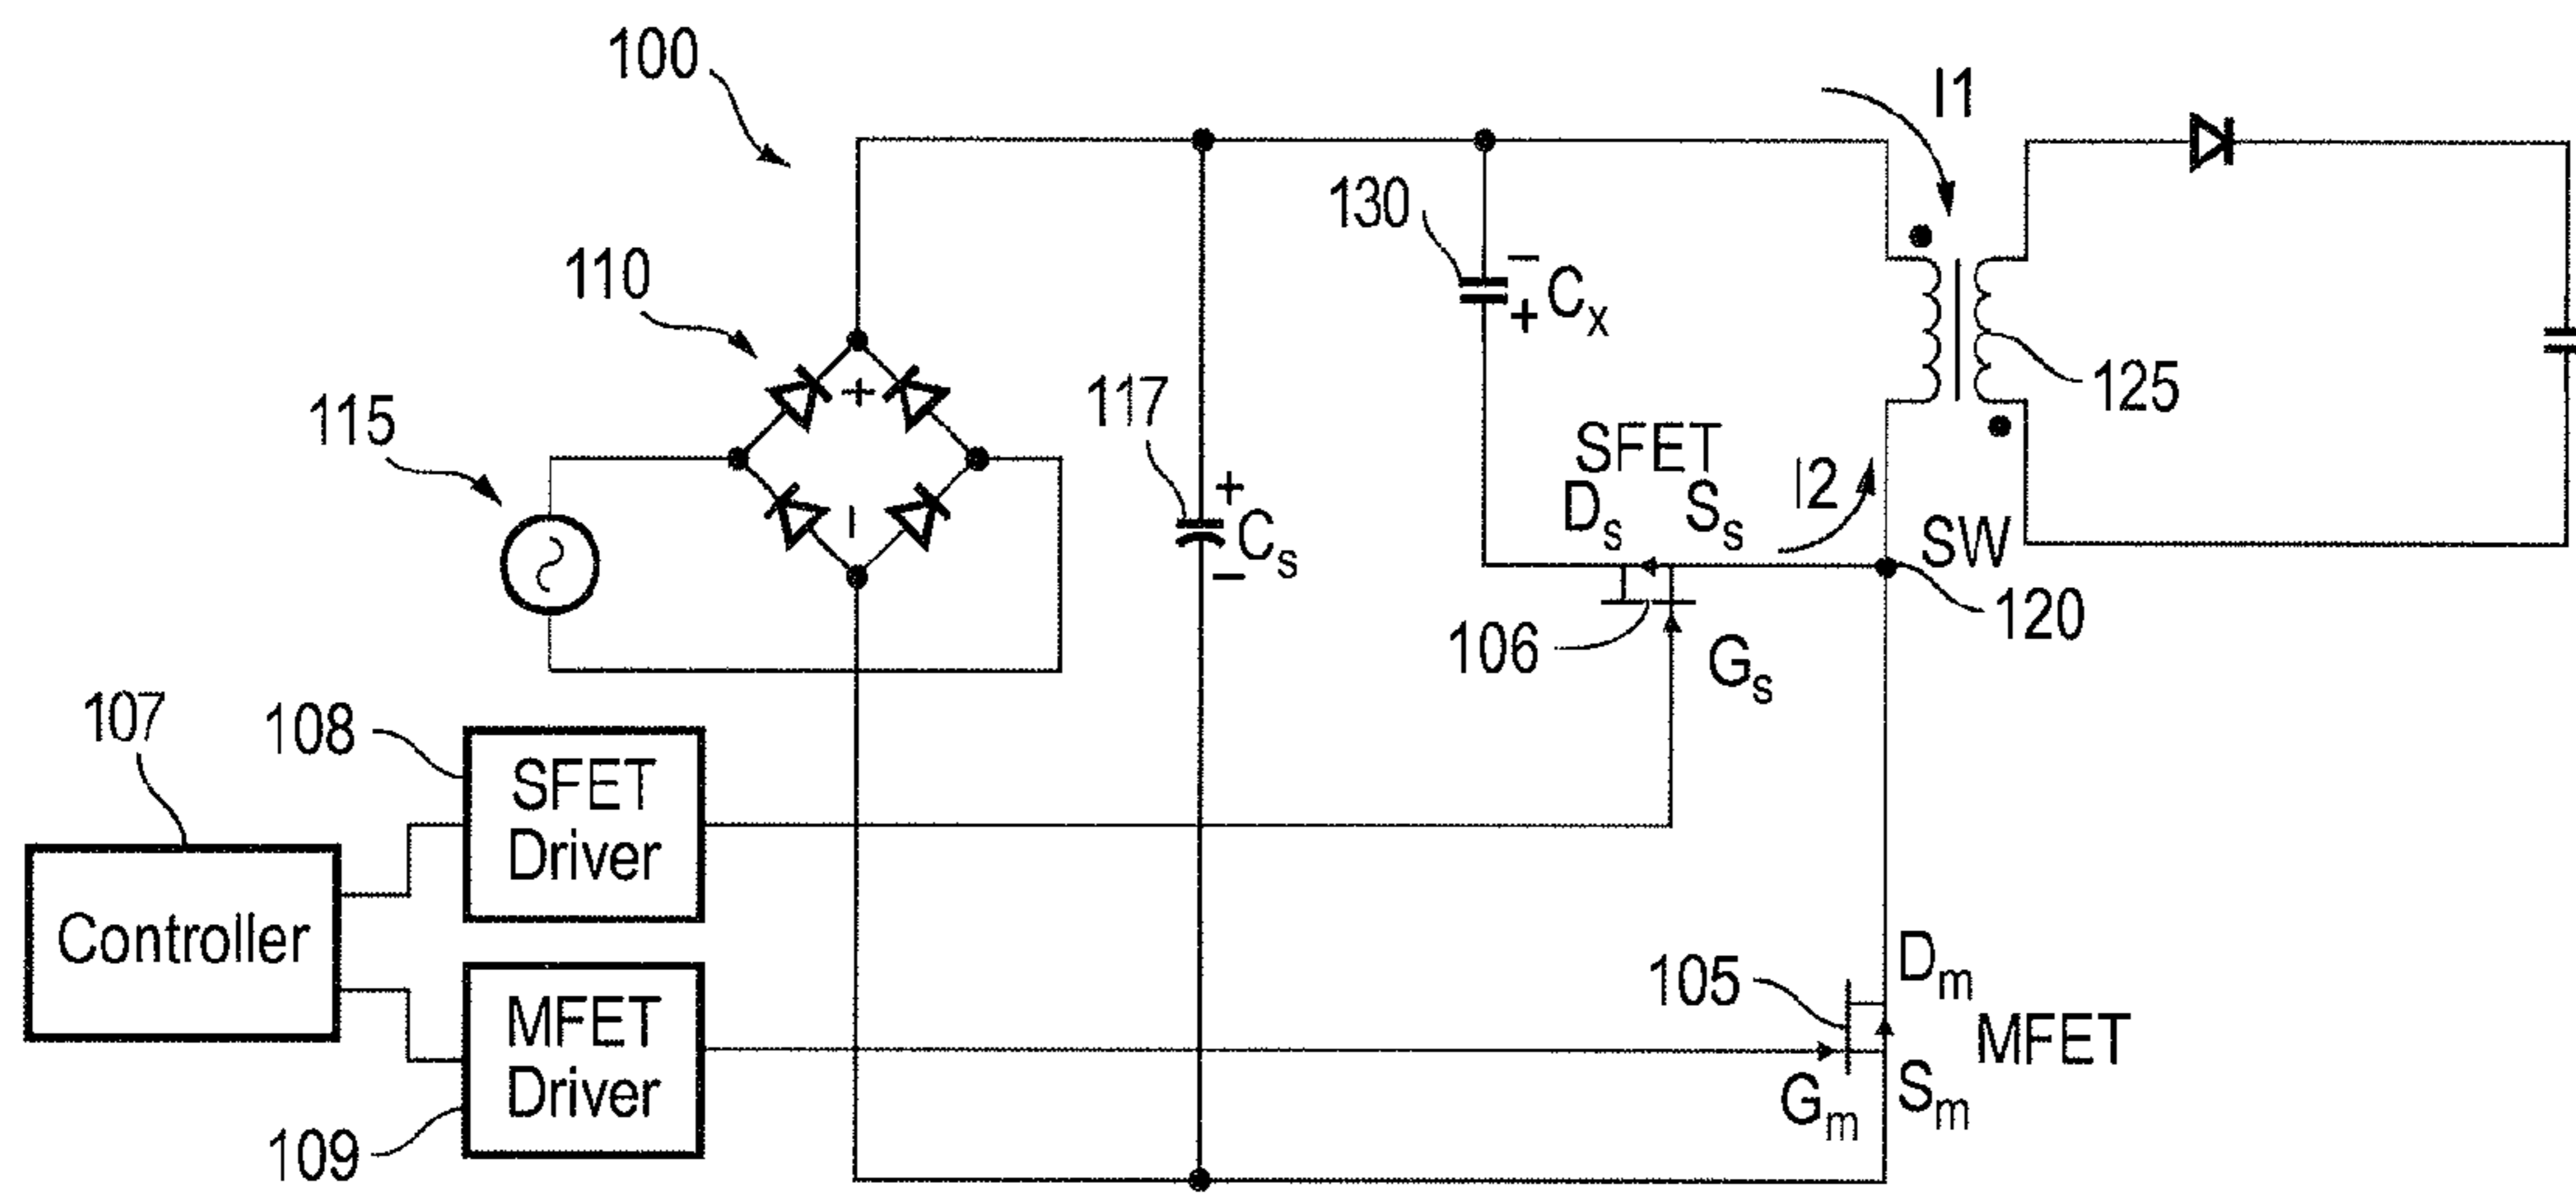 100
I1
130
− Cx
+
110
+
−
115
117
+
Cs
−
125
SFET
Ds
Ss
I2
SW
120
106
Gs
107
108
SFET
Driver
Controller
MFET
Driver
109
105
Dm
MFET
Gm
Sm